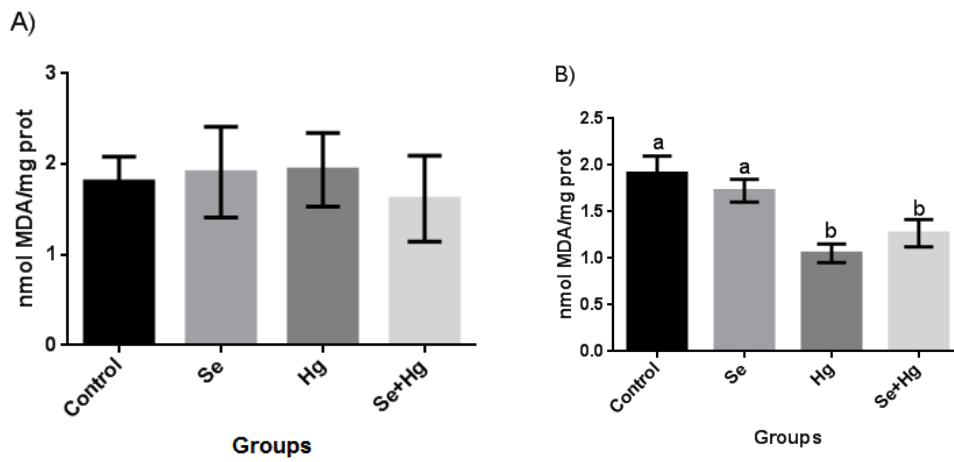 A)
nmol MDA/mg prot
3
2
1
0
Control
Se
Hg
Se+Hg
Groups
B)
nmol MDA/mg prot
2.5
2.0
1.5
1.0
0.5
0.0
a
a
b
b
Control
Se
Hg
Se+Hg
Groups